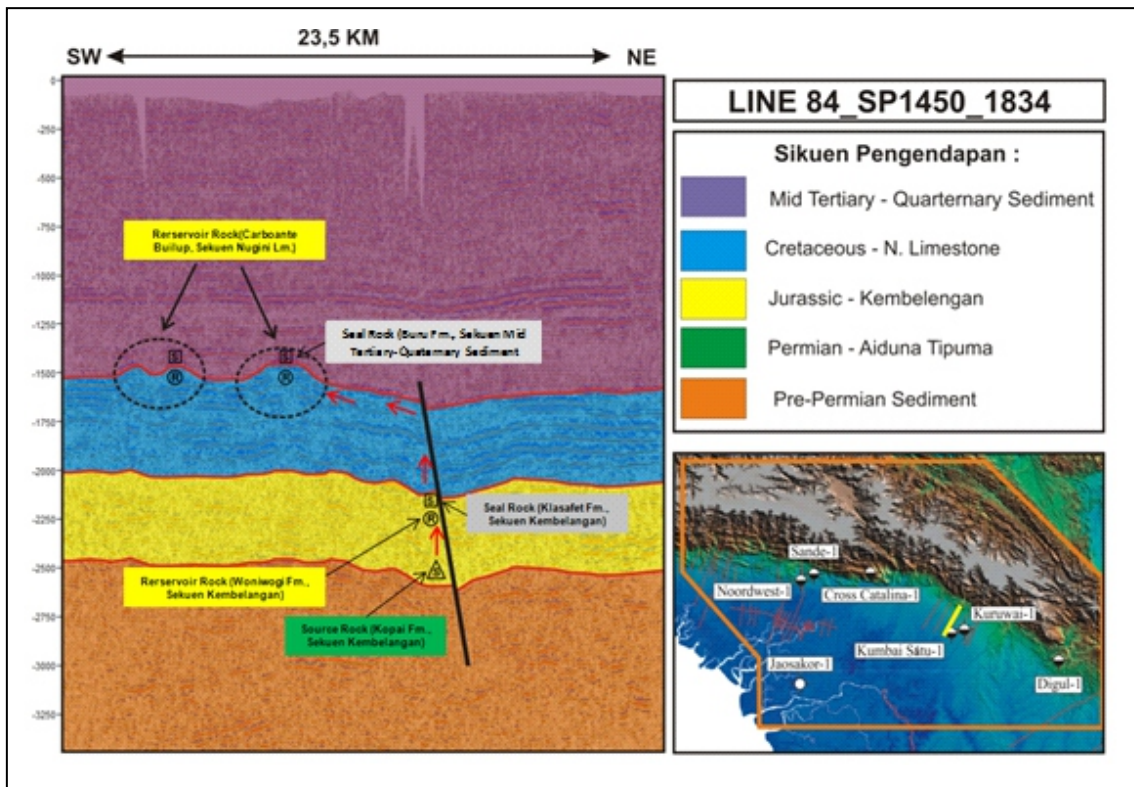 23,5 KM
SW
NE
0
-250
-500
-750
-1000
-1250
-1500
-1750
-2000
-2250
-2500
-2750
-3000
-3250
Rerservoir Rock(Carboante
Builup, Sekuen Nugini Lm.)
Seal Rock (Buru Fm., Sekuen Mid
Tertiary-Quaternary Sediment
S
S
R
R
S
R
Seal Rock (Klasafet Fm.,
Sekuen Kembelangan)
Rerservoir Rock (Woniwogi Fm.,
Sekuen Kembelangan)
S
Source Rock (Kopai Fm.,
Sekuen Kembelangan)
LINE 84_SP1450_1834
Sikuen Pengendapan :
Mid Tertiary - Quarternary Sediment
Cretaceous - N. Limestone
Jurassic - Kembelengan
Permian - Aiduna Tipuma
Pre-Permian Sediment
Sande-1
Noordwest-1
Cross Catalina-1
Kuruwai-1
Kumbai Satu-1
Jaosakor-1
Digul-1